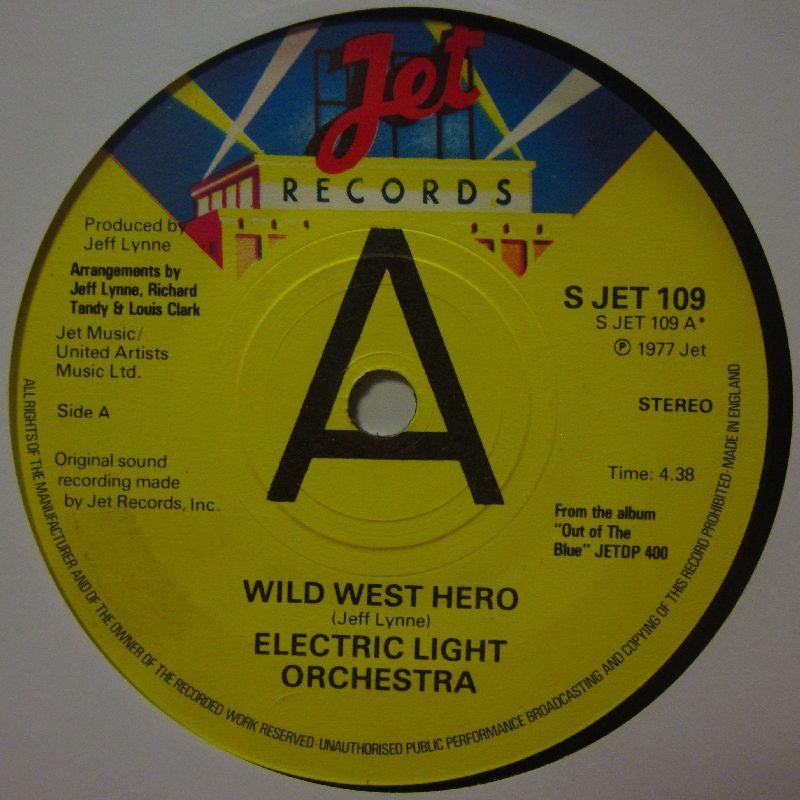 Jet
RECORDS
Produced by
Jeff Lynne
Arrangements by
Jeff Lynne, Richard
Tandy & Louis Clark
Jet Music/
United Artists
Music Ltd.
Side A
Original sound
recording made
by Jet Records, Inc.
A
S JET 109
S JET 109 A*
℗ 1977 Jet
STEREO
Time: 4.38
From the album
"Out of The
Blue" JETDP 400
WILD WEST HERO
(Jeff Lynne)
ELECTRIC LIGHT
ORCHESTRA
ALL RIGHTS OF THE MANUFACTURER AND OF THE OWNER OF THE RECORDED WORK RESERVED·UNAUTHORISED PUBLIC PERFORMANCE BROADCASTING AND COPYING OF THIS RECORD PROHIBITED·MADE IN ENGLAND